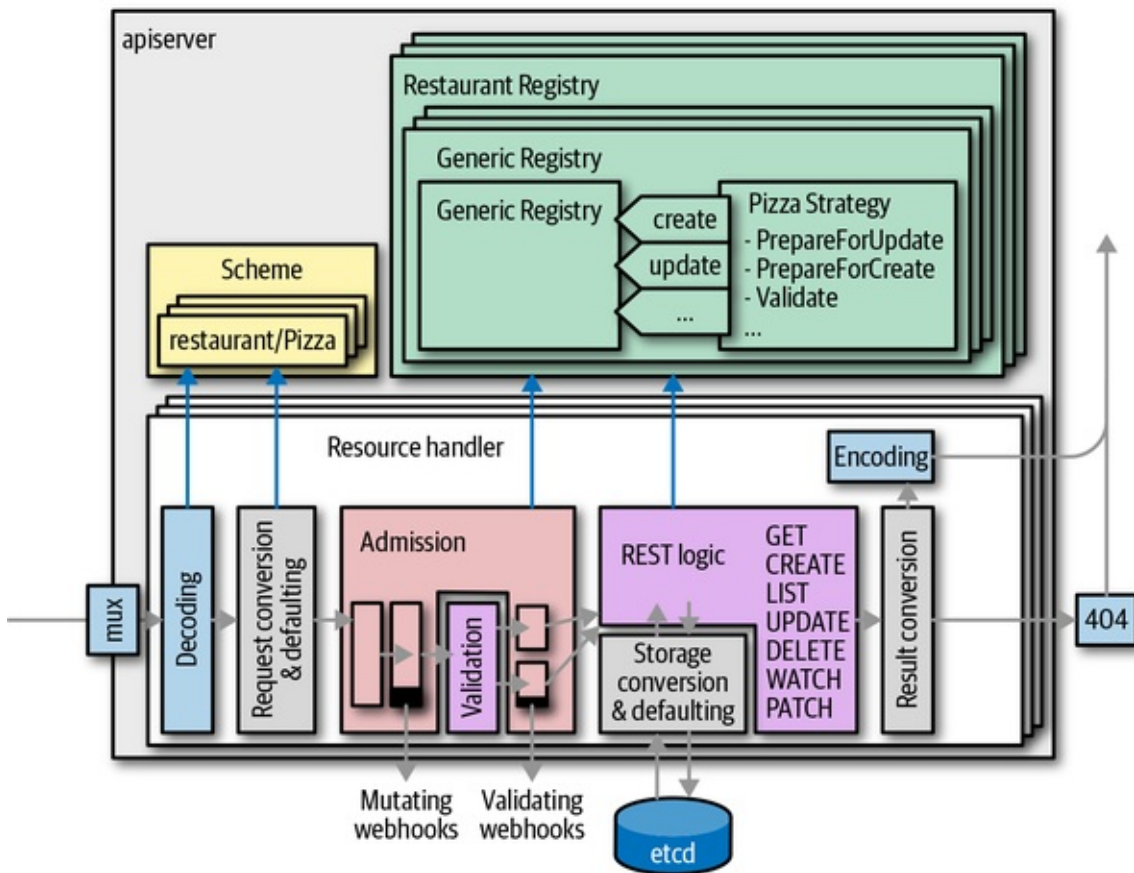 apiserver
Restaurant Registry
Generic Registry
Generic Registry
create
update
...
Pizza Strategy
- PrepareForUpdate
- PrepareForCreate
- Validate
...
Scheme
restaurant/Pizza
Resource handler
Encoding
mux
Decoding
Request conversion
& defaulting
Admission
Validation
REST logic
GET
CREATE
LIST
UPDATE
DELETE
WATCH
PATCH
Storage
conversion
& defaulting
Result conversion
404
Mutating
webhooks
Validating
webhooks
etcd